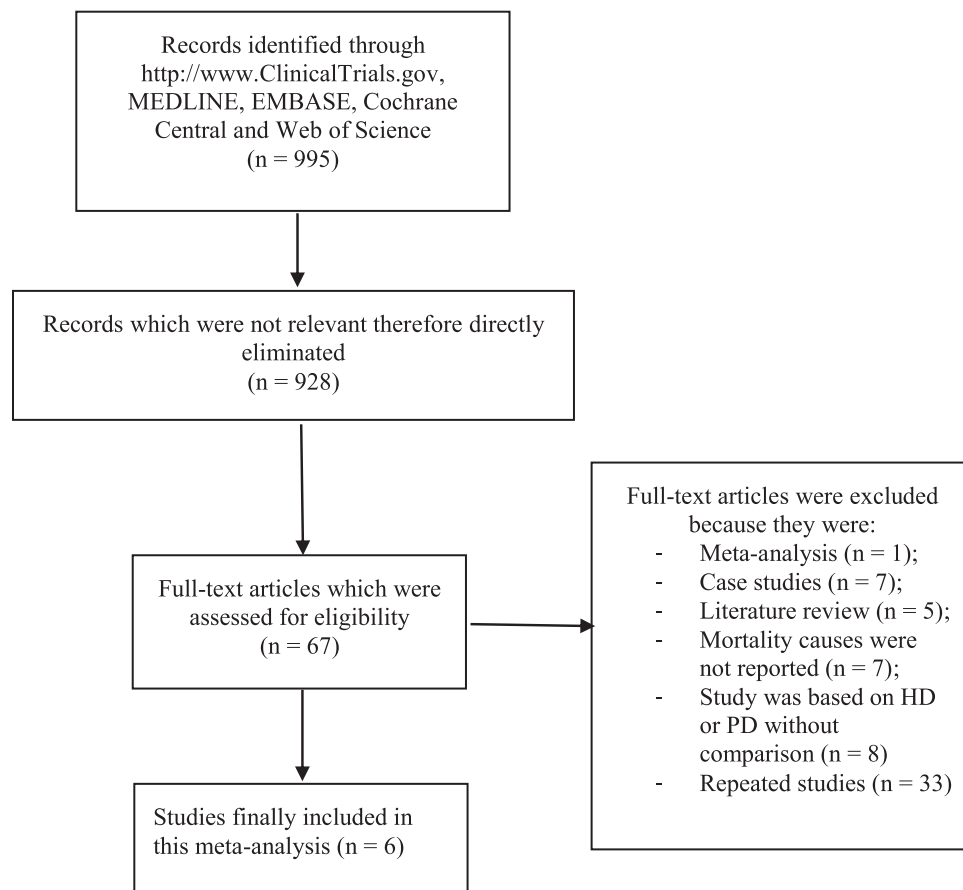 Records identified through
http://www.ClinicalTrials.gov,
MEDLINE, EMBASE, Cochrane
Central and Web of Science
(n = 995)
Records which were not relevant therefore directly
eliminated
(n = 928)
Full-text articles which were
assessed for eligibility
(n = 67)
Full-text articles were excluded
because they were:
- Meta-analysis (n = 1);
- Case studies (n = 7);
- Literature review (n = 5);
- Mortality causes were
not reported (n = 7);
- Study was based on HD
or PD without
comparison (n = 8)
- Repeated studies (n = 33)
Studies finally included in
this meta-analysis (n = 6)